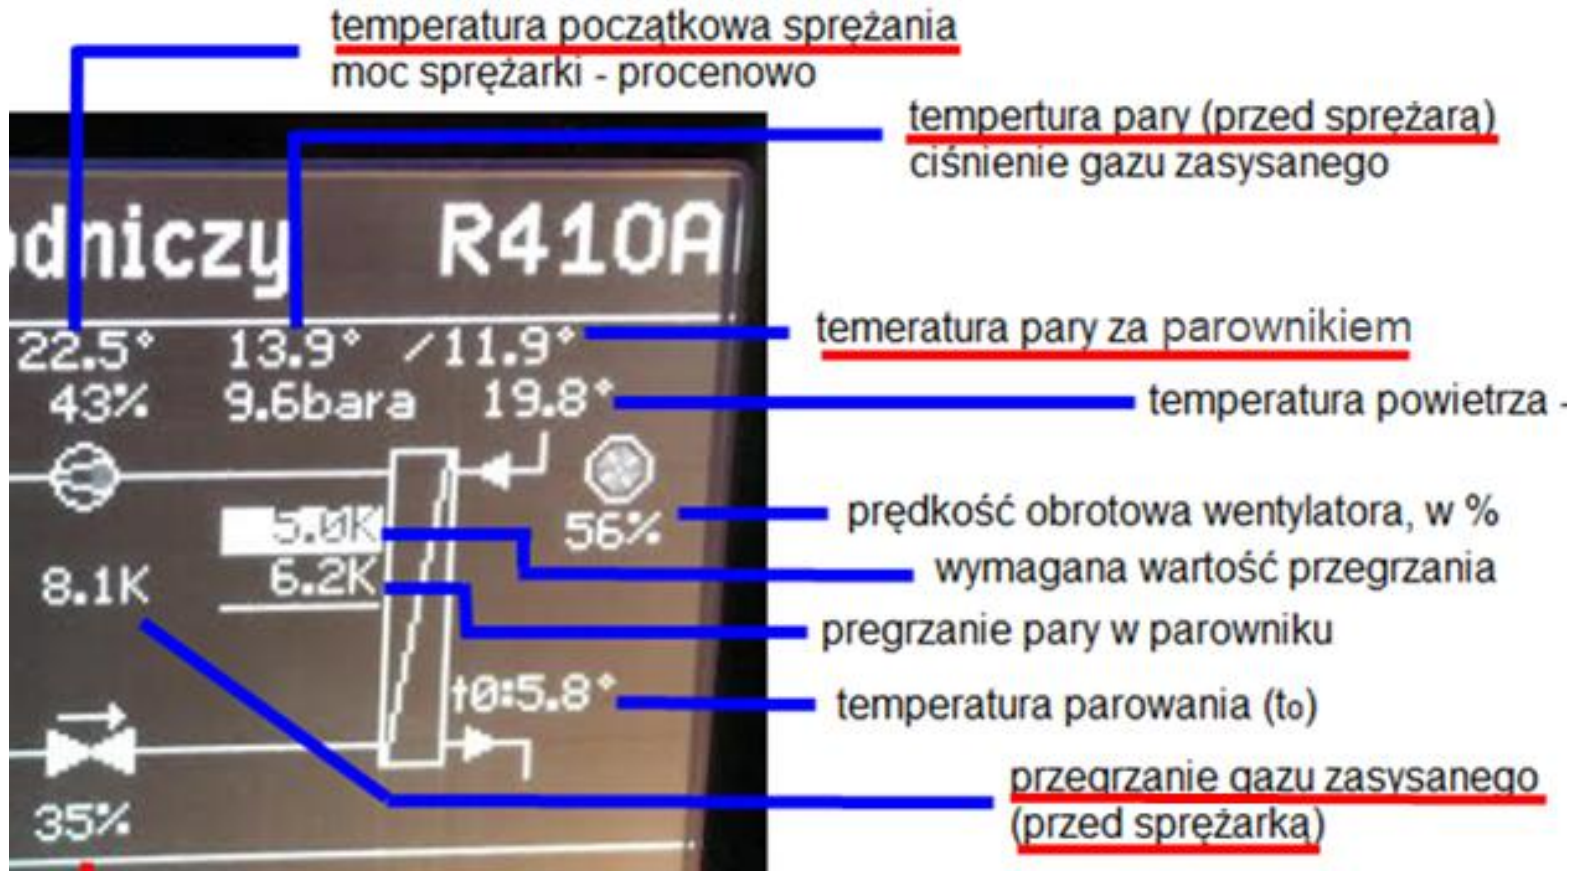 temperatura początkowa sprężania
moc sprężarki - procenowo
tempertura pary (przed sprężarą)
ciśnienie gazu zasysanego
odniczy R410A
22.5° 13.9° /11.9°
temeratura pary za parownikiem
43% 9.6bara 19.8°
temperatura powietrza -
56%
prędkość obrotowa wentylatora, w %
5.0K
wymagana wartość przegrzania
8.1K 6.2K
pregrzanie pary w parowniku
t0:5.8°
temperatura parowania (t₀)
przegrzanie gazu zasysanego
(przed sprężarką)
35%